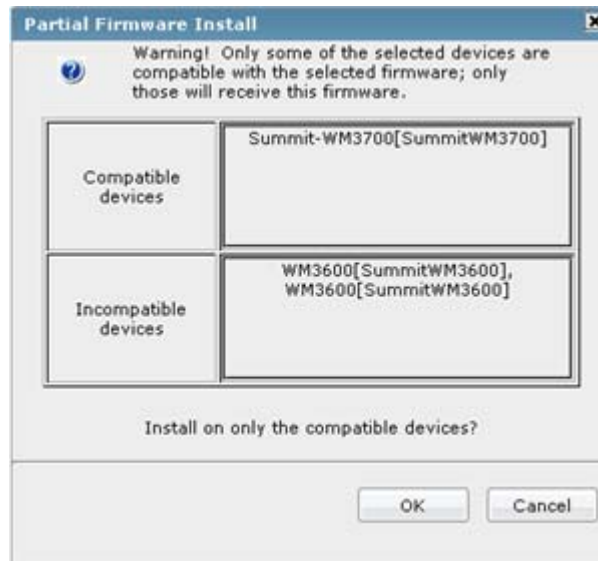 Partial Firmware Install
Warning! Only some of the selected devices are
compatible with the selected firmware; only
those will receive this firmware.
Compatible
devices
Summit-WM3700[SummitWM3700]
Incompatible
devices
WM3600[SummitWM3600],
WM3600[SummitWM3600]
Install on only the compatible devices?
OK
Cancel